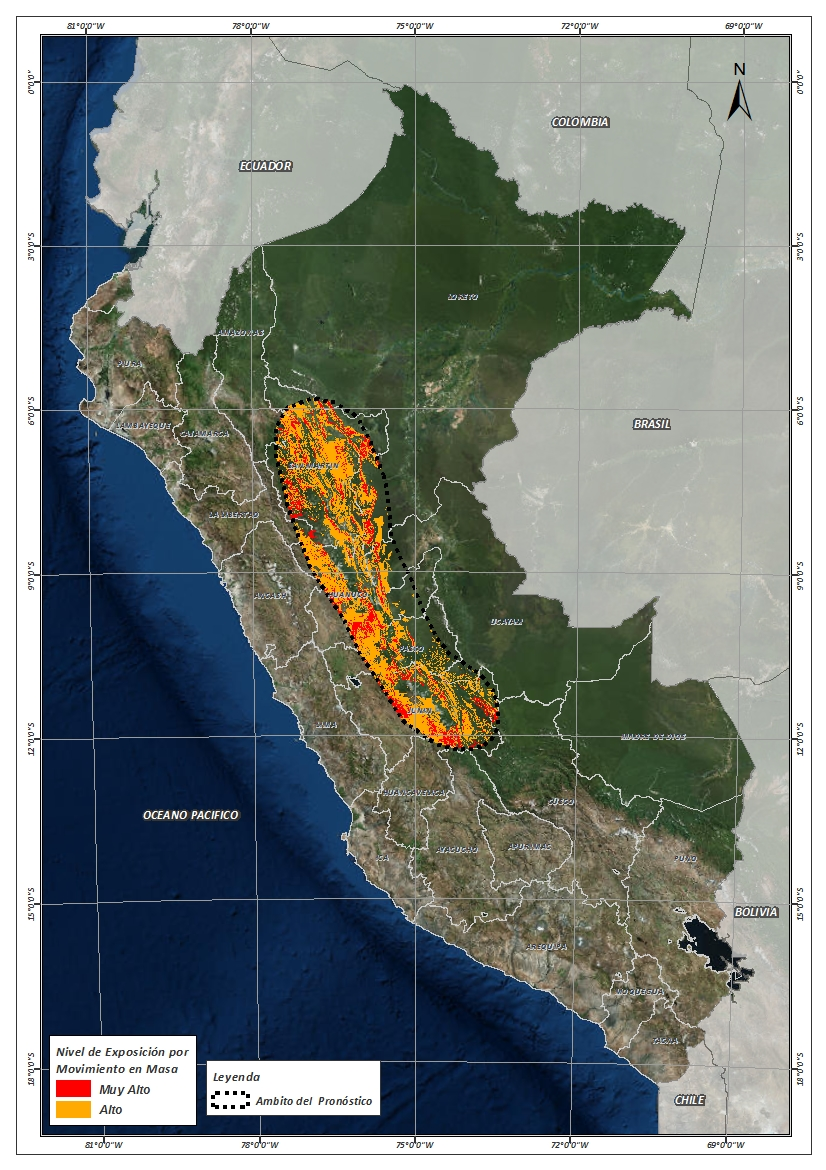 81°0'0"W 78°0'0"W 75°0'0"W 72°0'0"W 69°0'0"W
N
0°0'0" 0°0'0"
COLOMBIA
ECUADOR
3°0'0"S 3°0'0"S
LORETO
AMAZONAS
PIURA
6°0'0"S 6°0'0"S
LAMBAYEQUE
CAJAMARCA
BRASIL
SAN MARTIN
LA LIBERTAD
9°0'0"S 9°0'0"S
ANCASH
HUANUCO
UCAYALI
PASCO
JUNIN
LIMA
12°0'0"S 12°0'0"S
MADRE DE DIOS
HUANCAVELICA
CUSCO
OCEANO PACIFICO
AYACUCHO
APURIMAC
ICA
PUNO
15°0'0"S 15°0'0"S
BOLIVIA
AREQUIPA
MOQUEGUA
TACNA
18°0'0"S 18°0'0"S
CHILE
Nivel de Exposición por
Movimiento en Masa
Muy Alto
Alto
Leyenda
Ambito del Pronóstico
81°0'0"W 78°0'0"W 75°0'0"W 72°0'0"W 69°0'0"W